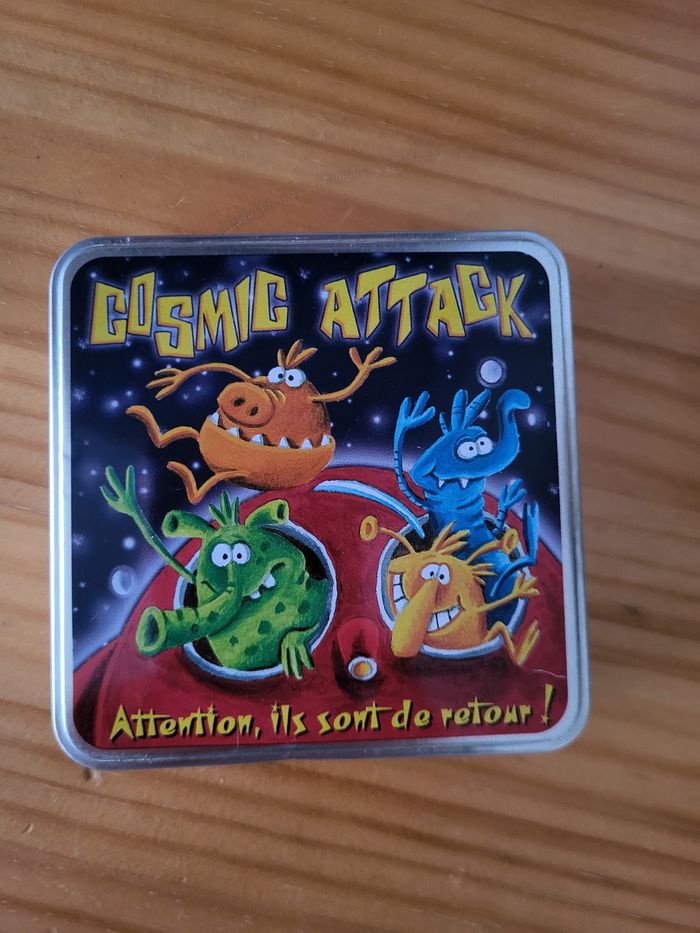 COSMIC ATTACK
Attention, ils sont de retour !